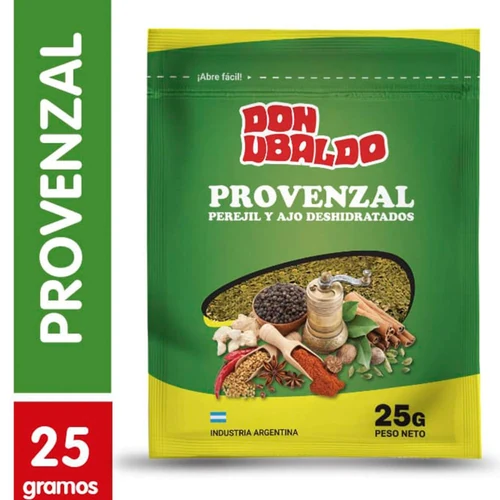 PROVENZAL
25
gramos
¡Abre fácil!
DON
UBALDO
PROVENZAL
PEREJIL Y AJO DESHIDRATADOS
INDUSTRIA ARGENTINA
25G
PESO NETO